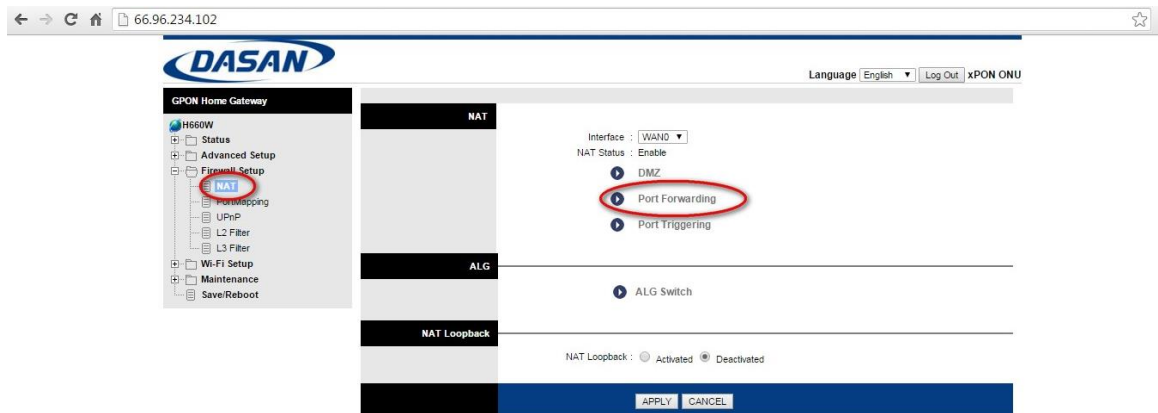 66.96.234.102
DASAN
Language English Log Out xPON ONU
GPON Home Gateway
H660W
Status
Advanced Setup
Firewall Setup
NAT
PortMapping
UPnP
L2 Filter
L3 Filter
Wi-Fi Setup
Maintenance
Save/Reboot
NAT
Interface : WAN0
NAT Status : Enable
DMZ
Port Forwarding
Port Triggering
ALG
ALG Switch
NAT Loopback
NAT Loopback : Activated Deactivated
APPLY CANCEL